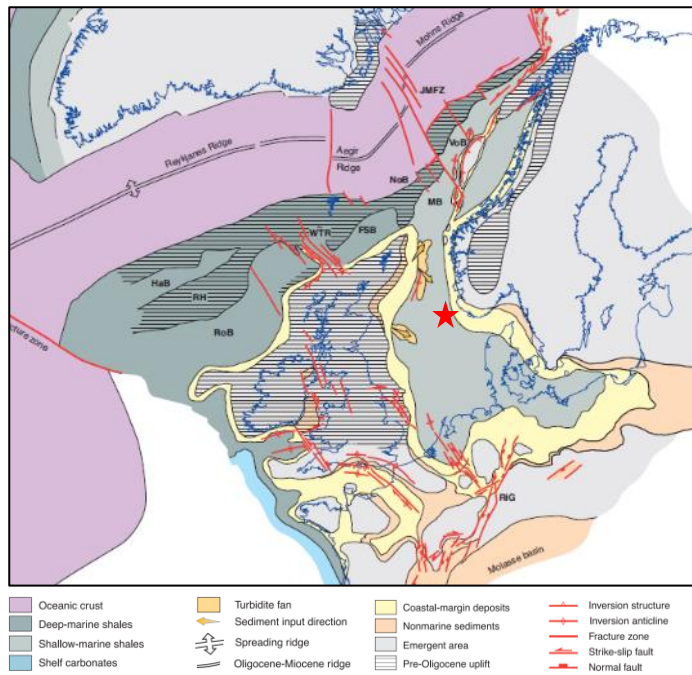 Mohns Ridge
JMFZ
Reykjanes Ridge
Aegir
Ridge
VoB
NoB
MB
FSB
WTR
HaB
RH
RoB
cture zone
RiG
Molasse basin
Oceanic crust
Deep-marine shales
Shallow-marine shales
Shelf carbonates
Turbidite fan
Sediment input direction
Spreading ridge
Oligocene-Miocene ridge
Coastal-margin deposits
Nonmarine sediments
Emergent area
Pre-Oligocene uplift
Inversion structure
Inversion anticline
Fracture zone
Strike-slip fault
Normal fault